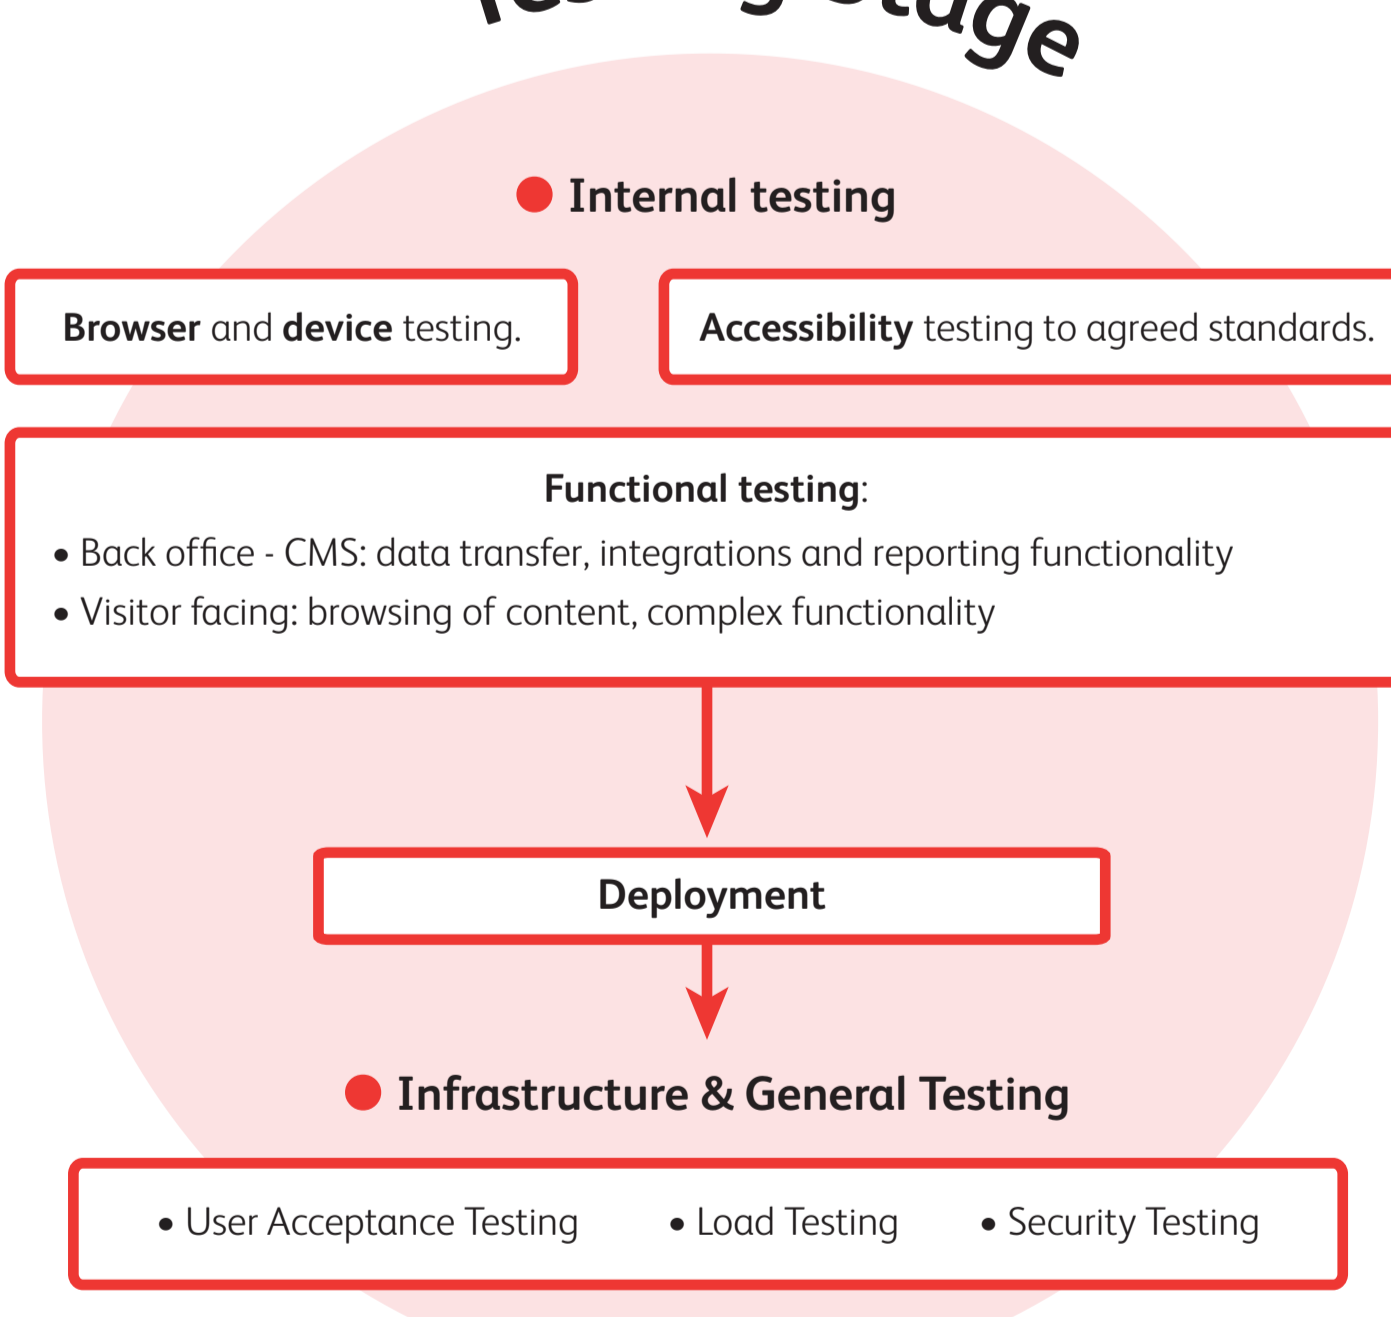 Testing Stage
Internal testing
Browser and device testing.
Accessibility testing to agreed standards.
Functional testing:
• Back office - CMS: data transfer, integrations and reporting functionality
• Visitor facing: browsing of content, complex functionality
Deployment
Infrastructure & General Testing
• User Acceptance Testing
• Load Testing
• Security Testing